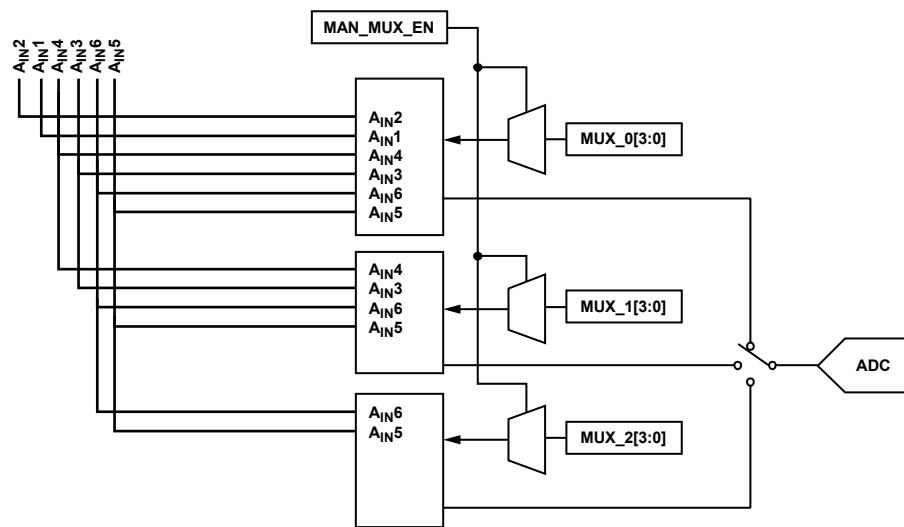 MAN_MUX_EN
AIN2
AIN1
AIN4
AIN3
AIN6
AIN5
AIN2
AIN1
AIN4
AIN3
AIN6
AIN5
MUX_0[3:0]
AIN4
AIN3
AIN6
AIN5
MUX_1[3:0]
ADC
AIN6
AIN5
MUX_2[3:0]